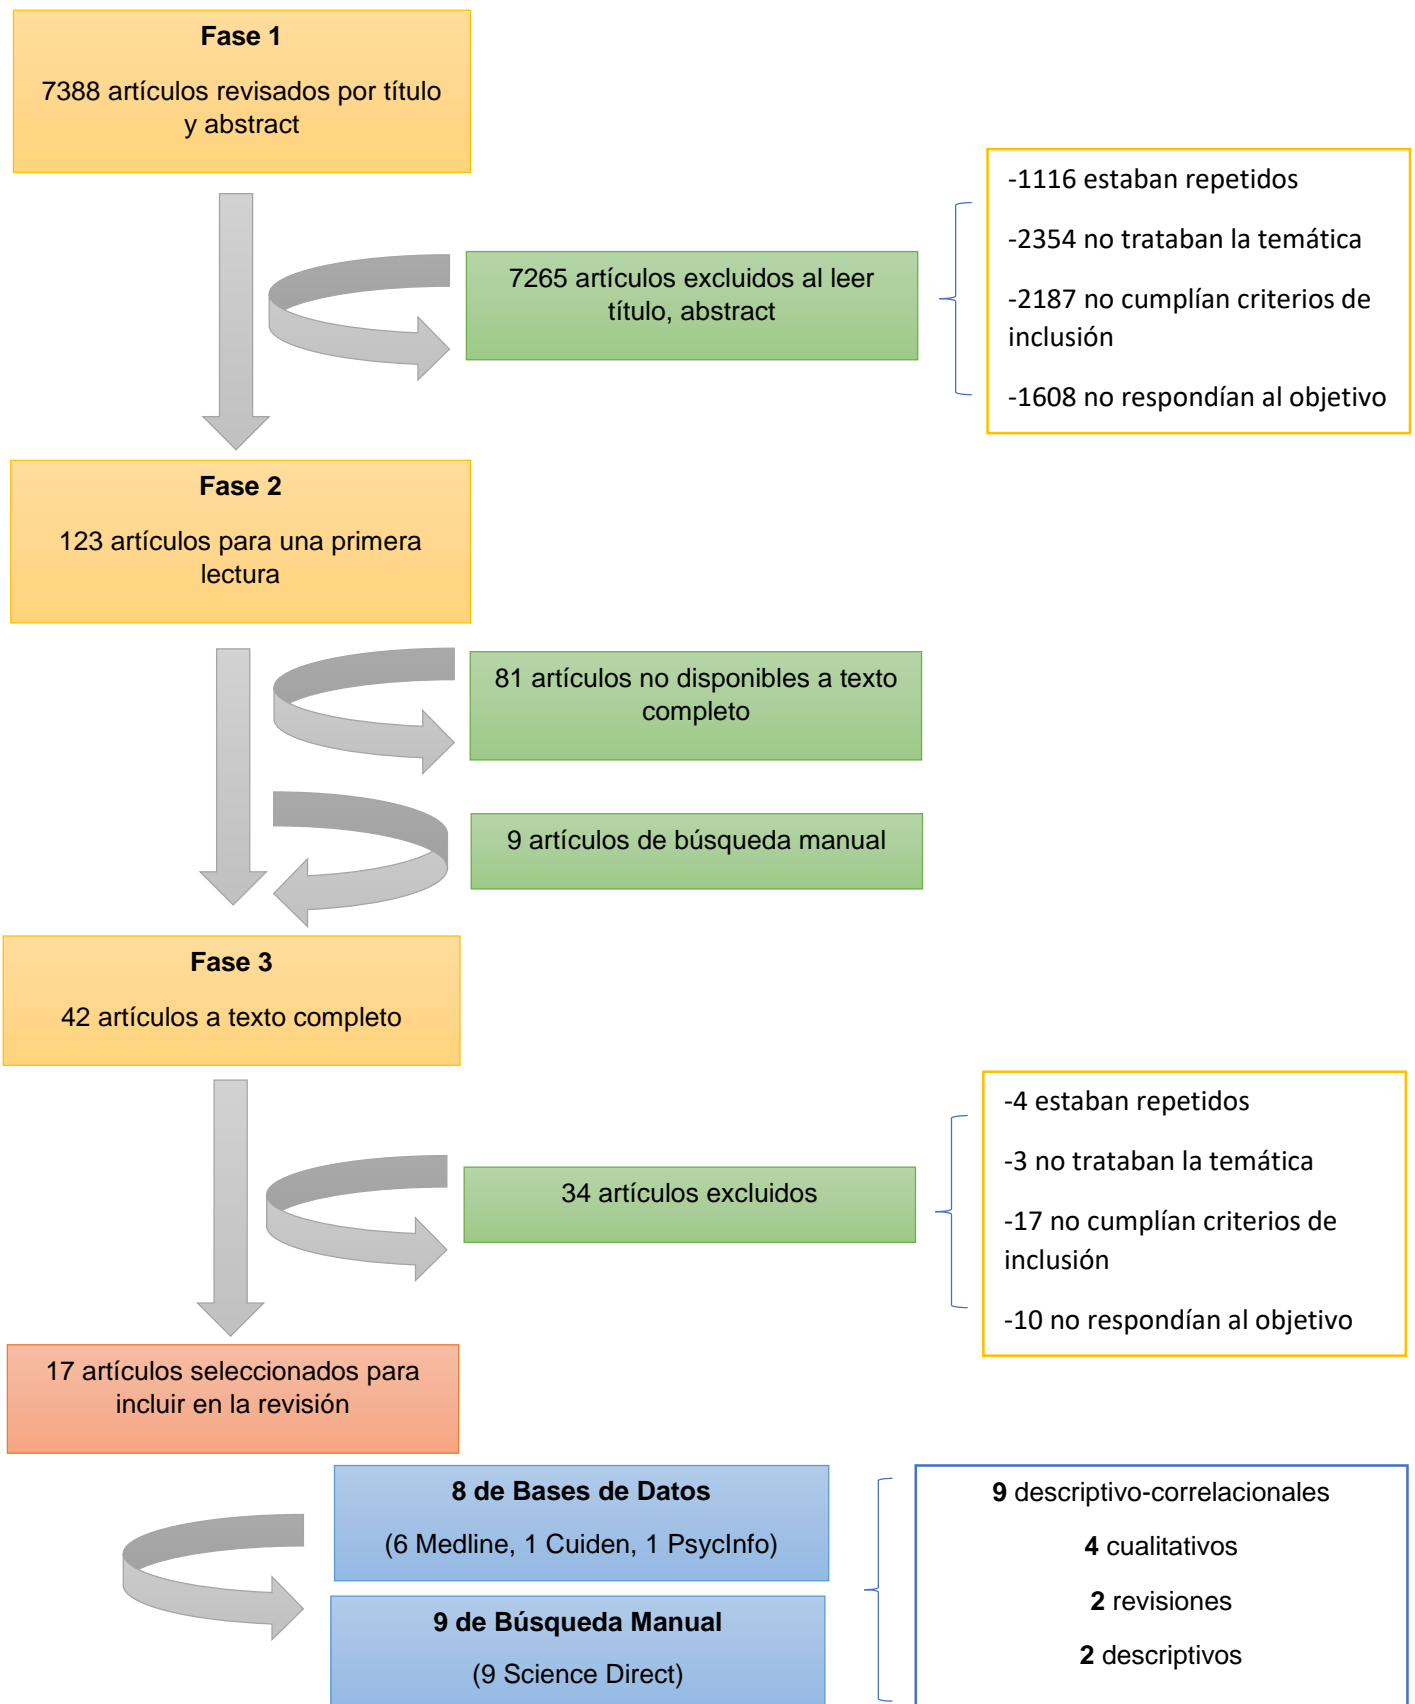 Fase 1
7388 artículos revisados por título
y abstract
-1116 estaban repetidos
-2354 no trataban la temática
-2187 no cumplían criterios de
inclusión
-1608 no respondían al objetivo
7265 artículos excluidos al leer
título, abstract
Fase 2
123 artículos para una primera
lectura
81 artículos no disponibles a texto
completo
9 artículos de búsqueda manual
Fase 3
42 artículos a texto completo
-4 estaban repetidos
-3 no trataban la temática
-17 no cumplían criterios de
inclusión
-10 no respondían al objetivo
34 artículos excluidos
17 artículos seleccionados para
incluir en la revisión
8 de Bases de Datos
(6 Medline, 1 Cuiden, 1 PsycInfo)
9 de Búsqueda Manual
(9 Science Direct)
9 descriptivo-correlacionales
4 cualitativos
2 revisiones
2 descriptivos